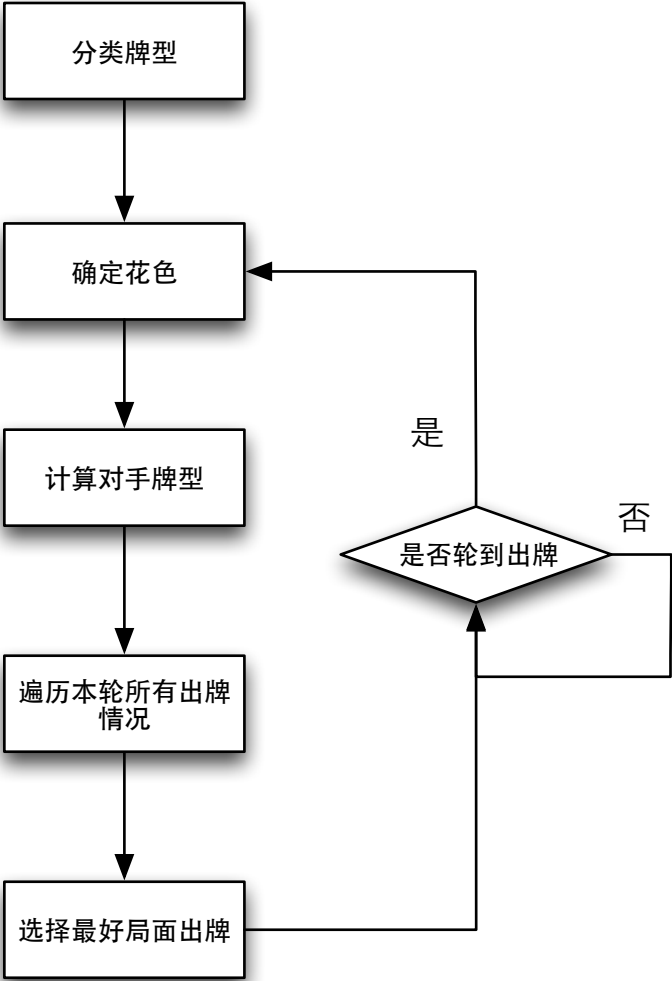 分类牌型
确定花色
计算对手牌型
遍历本轮所有出牌
情况
选择最好局面出牌
是
否
是否轮到出牌